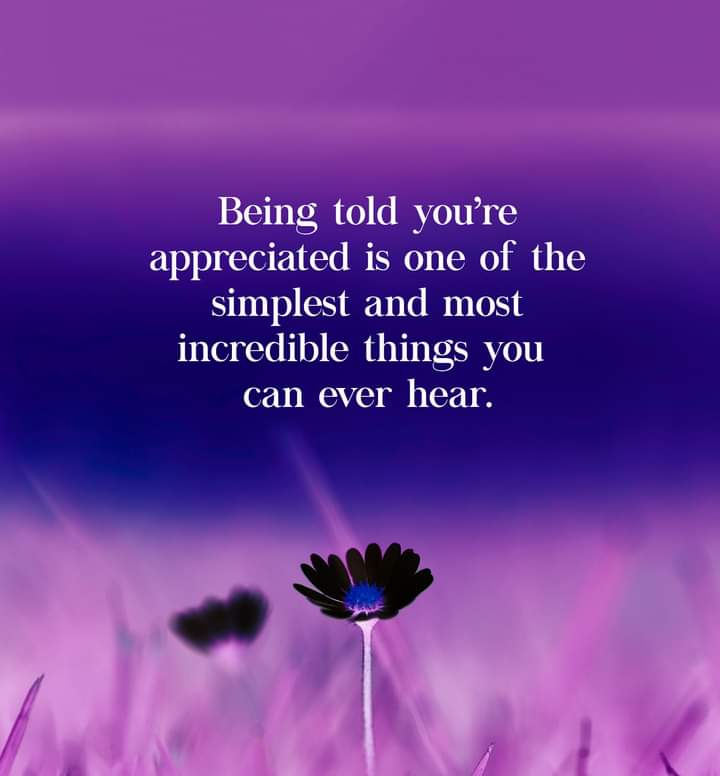 Being told you’re
appreciated is one of the
simplest and most
incredible things you
can ever hear.